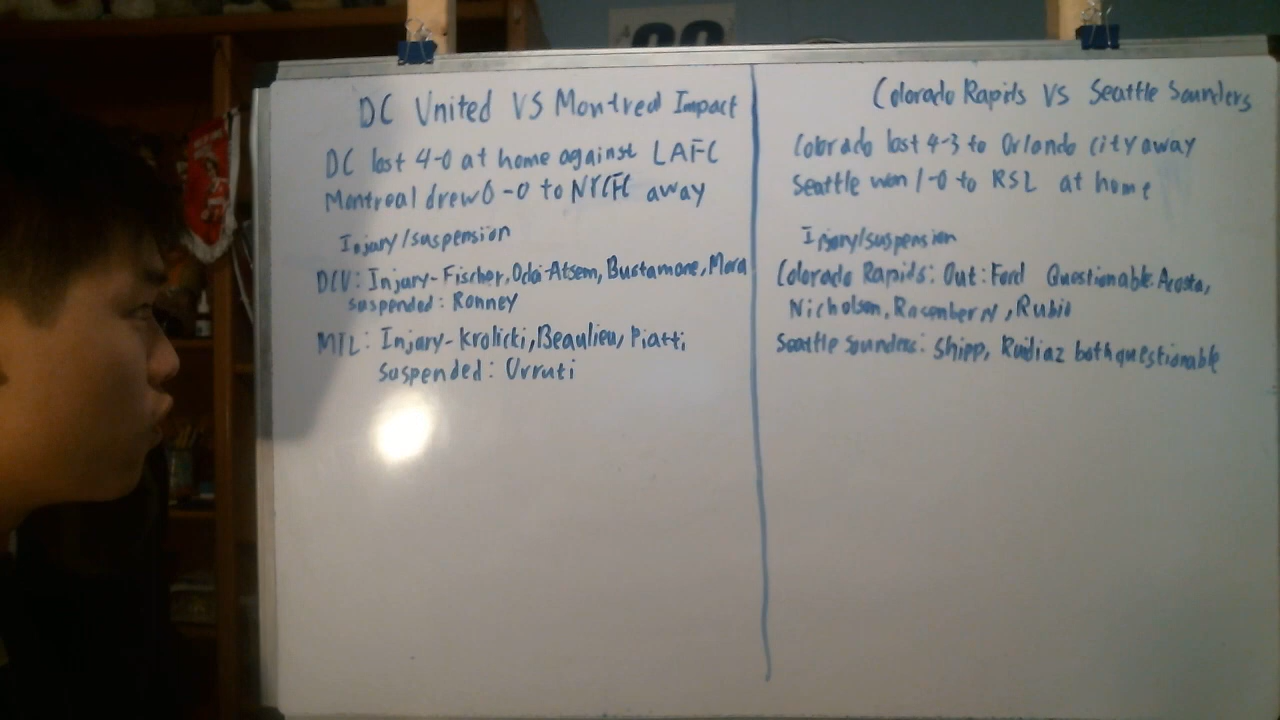 DC United VS Montreal Impact
DC lost 4-0 at home against LAFC
Montreal drew 0-0 to NYCFC away
Injury/suspension
DCU: Injury- Fischer, Odoi-Atsem, Bustamone, Mora
suspended: Ronney
MTL: Injury- Krolicki, Beaulieu, Piatti,
suspended: Urruti
Colorado Rapids VS Seattle Sounders
Colorado lost 4-3 to Orlando city away
Seattle won 1-0 to RSL at home
Injury/suspension
Colorado Rapids: Out: Ford Questionable: Acosta,
Nicholson, Rosenberry, Rubio
Seattle Sounders: Shipp, Ruidiaz both questionable